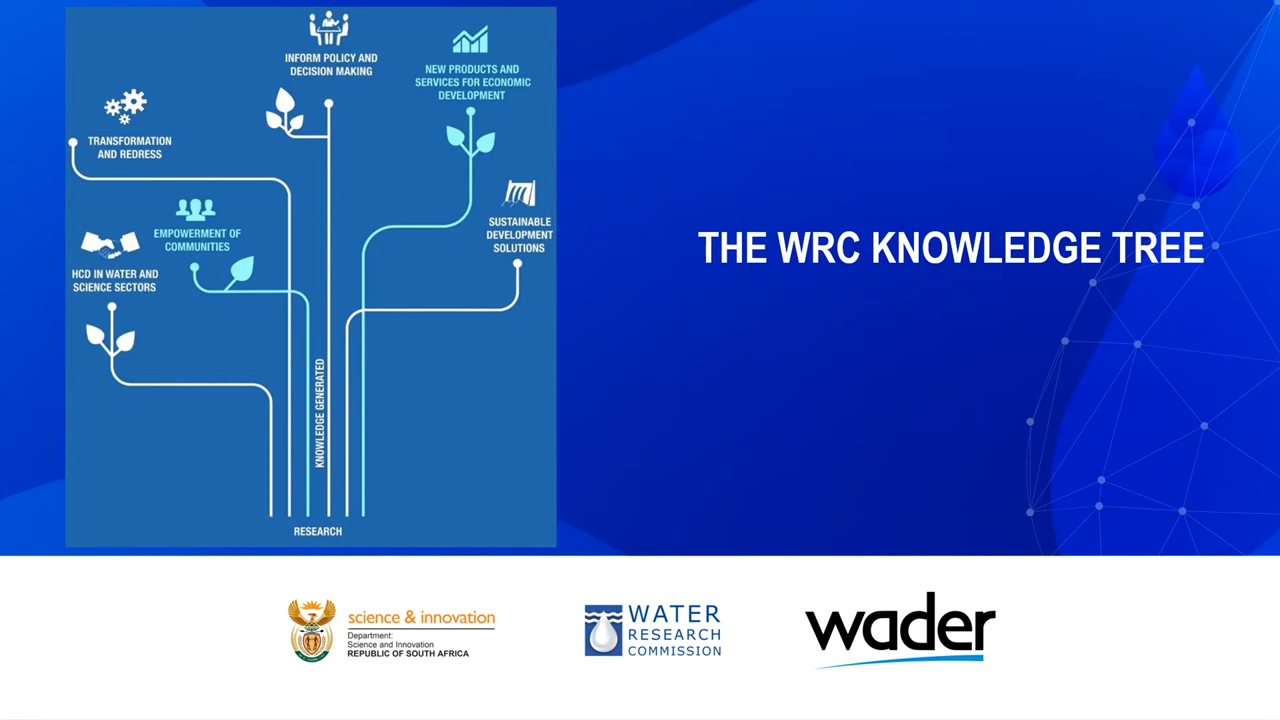 INFORM POLICY AND
DECISION MAKING
NEW PRODUCTS AND
SERVICES FOR ECONOMIC
DEVELOPMENT
TRANSFORMATION
AND REDRESS
EMPOWERMENT OF
COMMUNITIES
SUSTAINABLE
DEVELOPMENT
SOLUTIONS
HCD IN WATER AND
SCIENCE SECTORS
KNOWLEDGE GENERATED
RESEARCH
THE WRC KNOWLEDGE TREE
science & innovation
Department:
Science and Innovation
REPUBLIC OF SOUTH AFRICA
WATER
RESEARCH
COMMISSION
wader